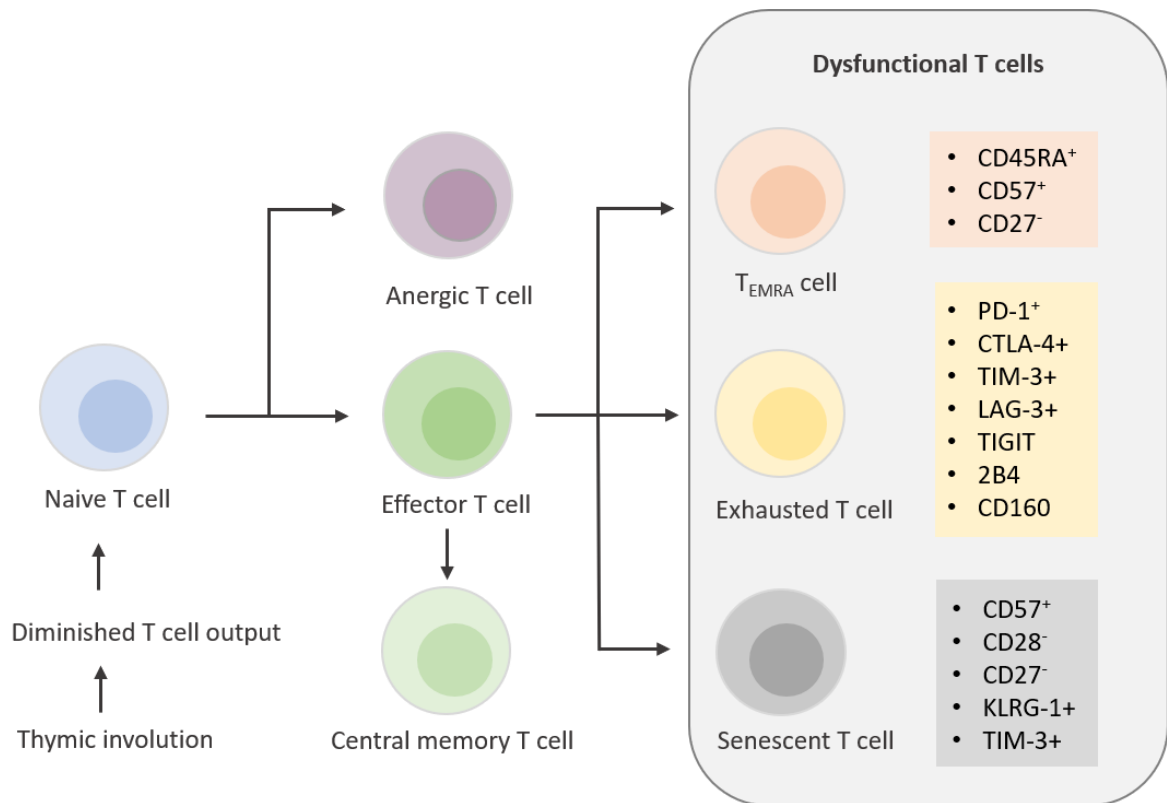 Dysfunctional T cells
Anergic T cell
Naive T cell
Effector T cell
Central memory T cell
Diminished T cell output
Thymic involution
T_EMRA cell
• CD45RA⁺
• CD57⁺
• CD27⁻
Exhausted T cell
• PD-1⁺
• CTLA-4+
• TIM-3+
• LAG-3+
• TIGIT
• 2B4
• CD160
Senescent T cell
• CD57⁺
• CD28⁻
• CD27⁻
• KLRG-1+
• TIM-3+